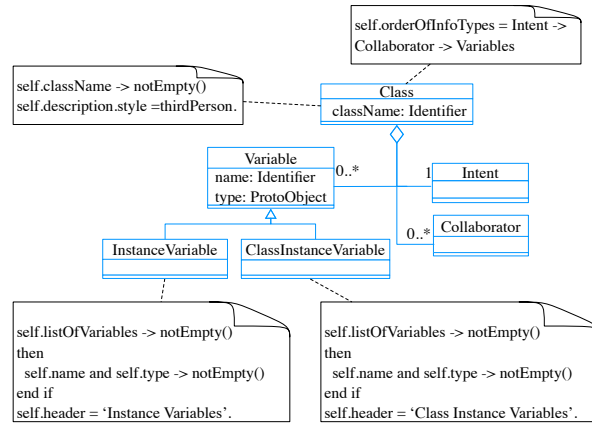 self.orderOfInfoTypes = Intent ->
Collaborator -> Variables
self.className -> notEmpty()
self.description.style =thirdPerson.
Class
className: Identifier
Variable
name: Identifier
type: ProtoObject
0..*
1
Intent
0..*
Collaborator
InstanceVariable
ClassInstanceVariable
self.listOfVariables -> notEmpty()
then
self.name and self.type -> notEmpty()
end if
self.header = ‘Instance Variables’.
self.listOfVariables -> notEmpty()
then
self.name and self.type -> notEmpty()
end if
self.header = ‘Class Instance Variables’.